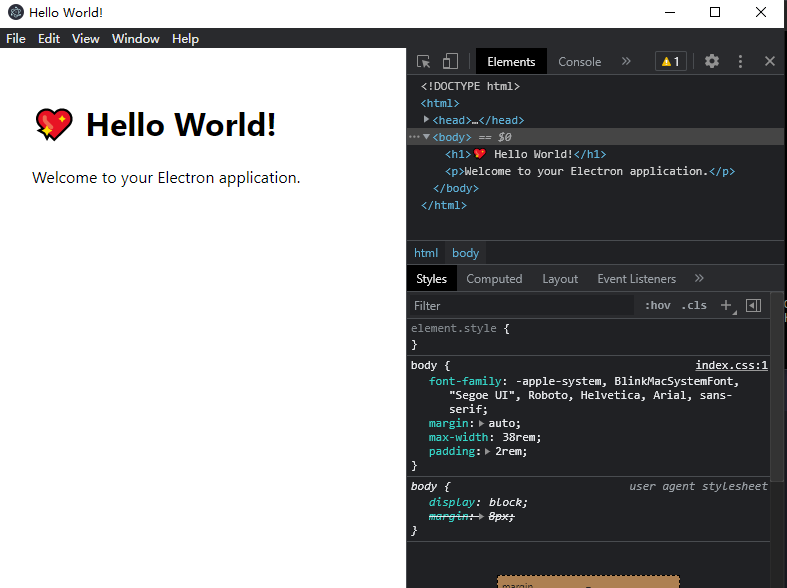 Hello World!
File Edit View Window Help
💖 Hello World!
Welcome to your Electron application.
Elements Console » 1
<!DOCTYPE html>
<html>
<head>…</head>
<body> == $0
<h1>💖 Hello World!</h1>
<p>Welcome to your Electron application.</p>
</body>
</html>
html body
Styles Computed Layout Event Listeners »
Filter :hov .cls +
element.style {
}
body { index.css:1
font-family: -apple-system, BlinkMacSystemFont,
"Segoe UI", Roboto, Helvetica, Arial, sans-
serif;
margin: auto;
max-width: 38rem;
padding: 2rem;
}
body { user agent stylesheet
display: block;
margin: 8px;
}
margin